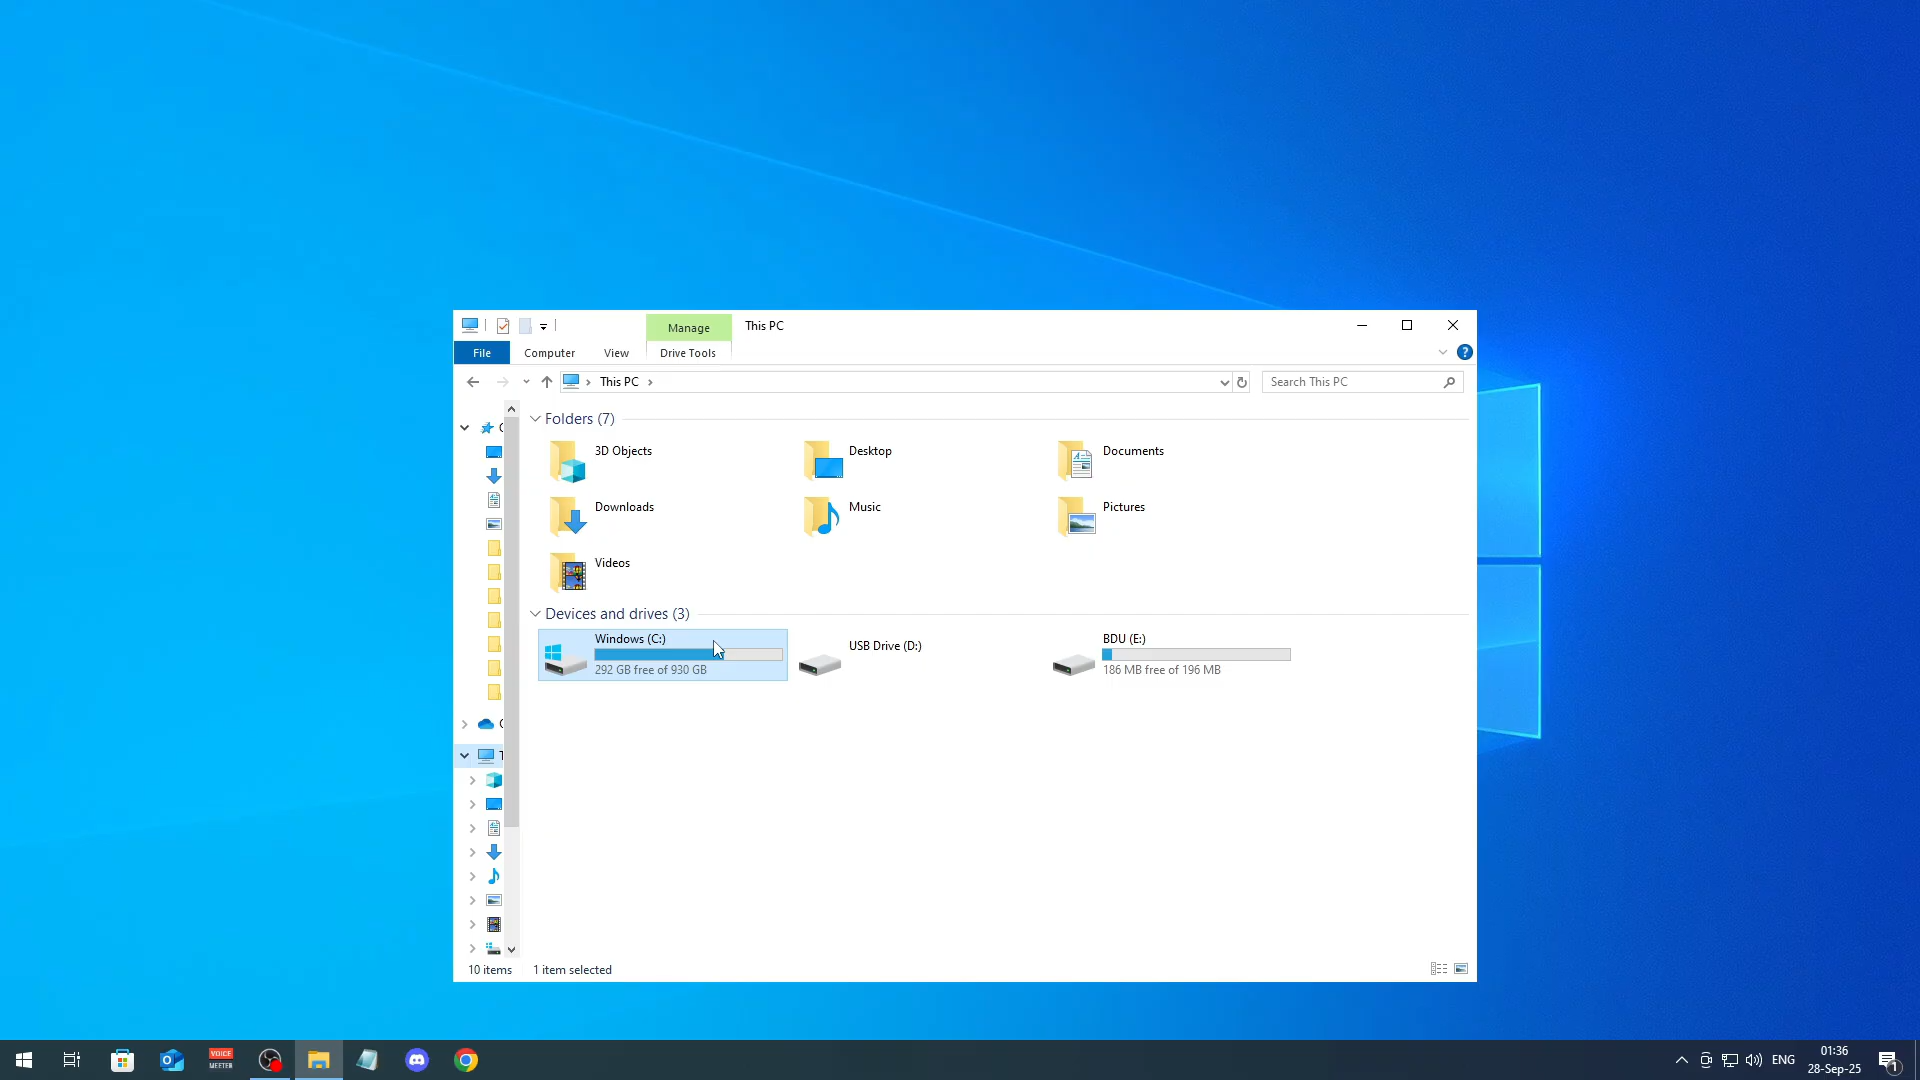 Manage
This PC
File
Computer
View
Drive Tools
This PC
Search This PC
Folders (7)
3D Objects
Desktop
Documents
Downloads
Music
Pictures
Videos
Devices and drives (3)
Windows (C:)
292 GB free of 930 GB
USB Drive (D:)
BDU (E:)
186 MB free of 196 MB
10 items
1 item selected
VOICE
MEETER
ENG
01:36
28-Sep-25
1